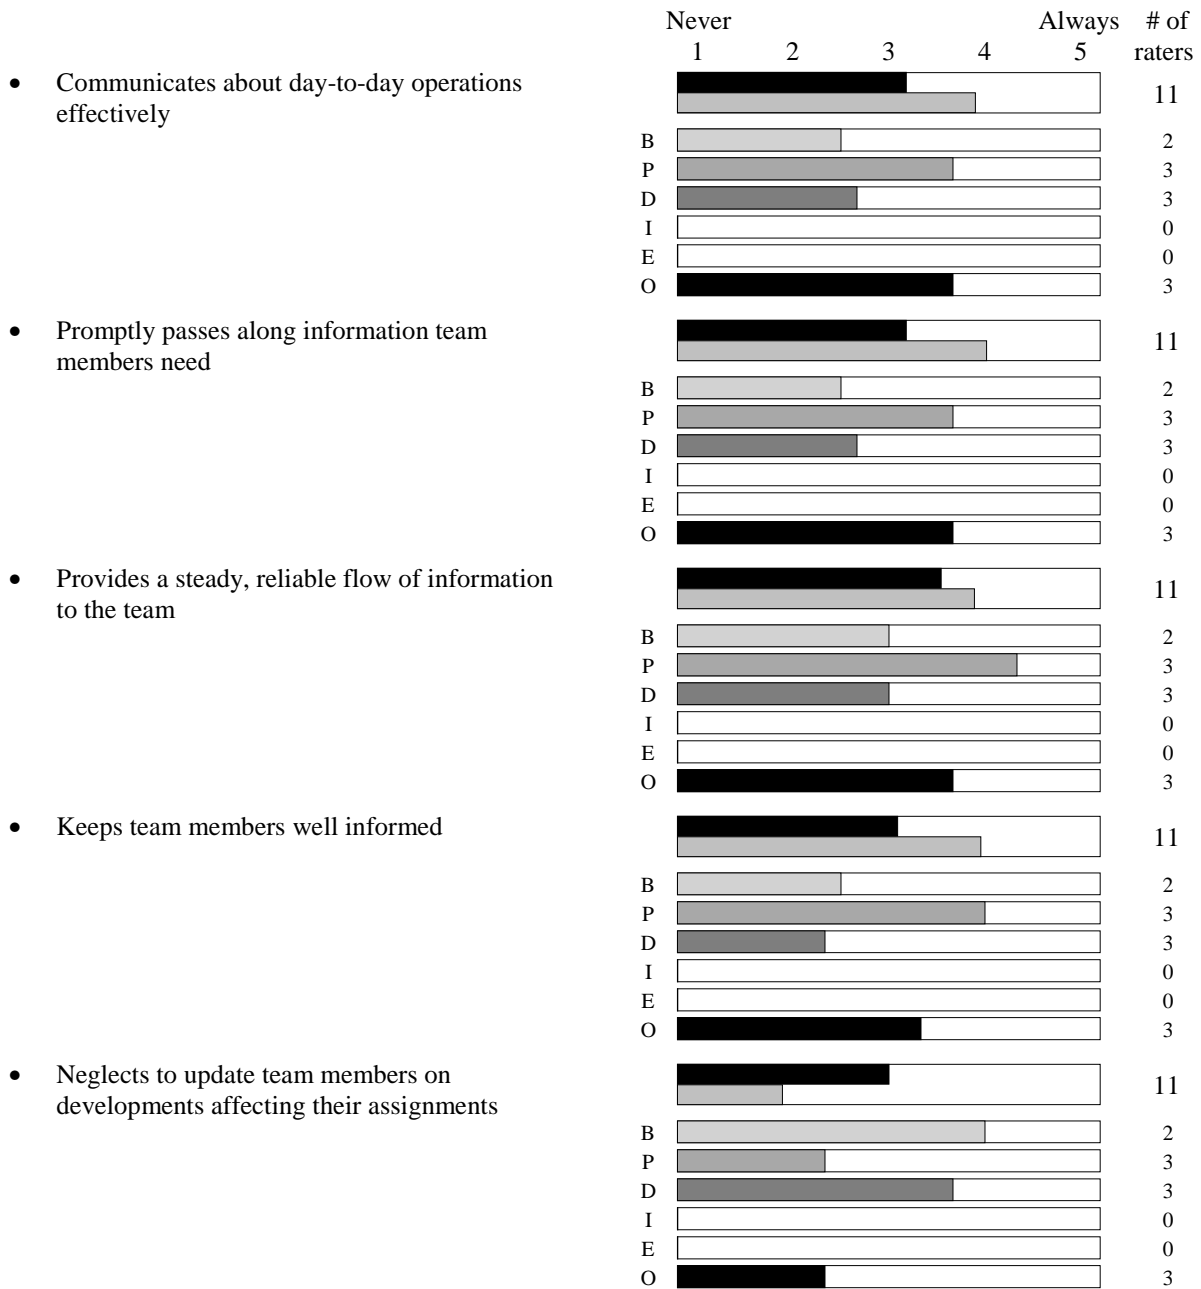 Never Always # of
1 2 3 4 5 raters
• Communicates about day-to-day operations
effectively
11
B 2
P 3
D 3
I 0
E 0
O 3
• Promptly passes along information team
members need
11
B 2
P 3
D 3
I 0
E 0
O 3
• Provides a steady, reliable flow of information
to the team
11
B 2
P 3
D 3
I 0
E 0
O 3
• Keeps team members well informed
11
B 2
P 3
D 3
I 0
E 0
O 3
• Neglects to update team members on
developments affecting their assignments
11
B 2
P 3
D 3
I 0
E 0
O 3